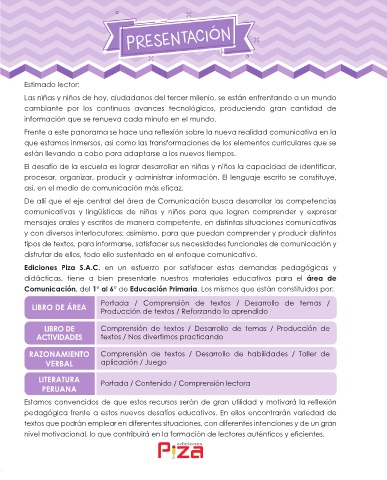 PRESENTACIÓN
Estimado lector:
Las niñas y niños de hoy, ciudadanos del tercer milenio, se están enfrentando a un mundo
cambiante por los continuos avances tecnológicos, produciendo gran cantidad de
información que se renueva cada minuto en el mundo.
Frente a este panorama se hace una reflexión sobre la nueva realidad comunicativa en la
que estamos inmersos, así como las transformaciones de los elementos curriculares que se
están llevando a cabo para adaptarse a los nuevos tiempos.
El desafío de la escuela es lograr desarrollar en niñas y niños la capacidad de identificar,
procesar, organizar, producir y administrar información. El lenguaje escrito se constituye,
así, en el medio de comunicación más eficaz.
De allí que el eje central del área de Comunicación busca desarrollar las competencias
comunicativas y lingüísticas de niñas y niños para que logren comprender y expresar
mensajes orales y escritos de manera competente, en distintas situaciones comunicativas
y con diversos interlocutores; asimismo, para que puedan comprender y producir distintos
tipos de textos, para informarse, satisfacer sus necesidades funcionales de comunicación y
disfrutar de ellos, todo ello sustentado en el enfoque comunicativo.
Ediciones Piza S.A.C. en un esfuerzo por satisfacer estas demandas pedagógicas y
didácticas, tiene a bien presentarle nuestros materiales educativos para el área de
Comunicación, del 1° al 6° de Educación Primaria. Los mismos que están constituidos por:
LIBRO DE ÁREA
Portada / Comprensión de textos / Desarrollo de temas /
Producción de textos / Reforzando lo aprendido
LIBRO DE
ACTIVIDADES
Comprensión de textos / Desarrollo de temas / Producción de
textos / Nos divertimos practicando
RAZONAMIENTO
VERBAL
Comprensión de textos / Desarrollo de habilidades / Taller de
aplicación / Juego
LITERATURA
PERUANA
Portada / Contenido / Comprensión lectora
Estamos convencidos de que estos recursos serán de gran utilidad y motivará la reflexión
pedagógica frente a estos nuevos desafíos educativos. En ellos encontrarán variedad de
textos que podrán emplear en diferentes situaciones, con diferentes intenciones y de un gran
nivel motivacional, lo que contribuirá en la formación de lectores auténticos y eficientes.
ediciones
Piza